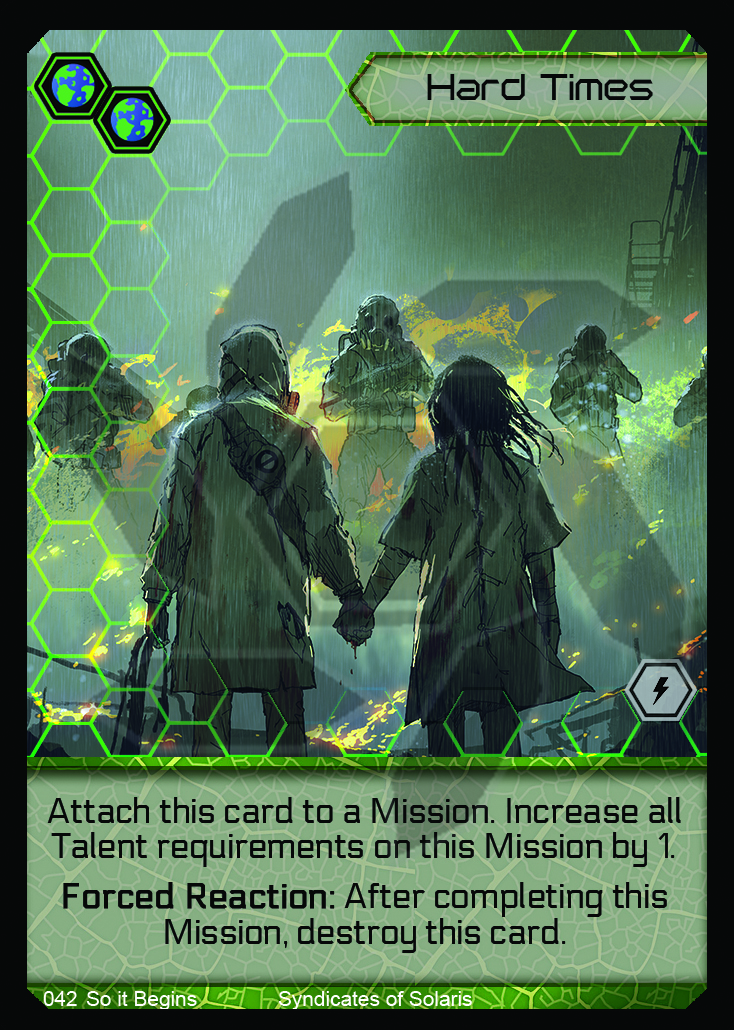 Hard Times
Attach this card to a Mission. Increase all
Talent requirements on this Mission by 1.
Forced Reaction: After completing this
Mission, destroy this card.
042 So it Begins Syndicates of Solaris